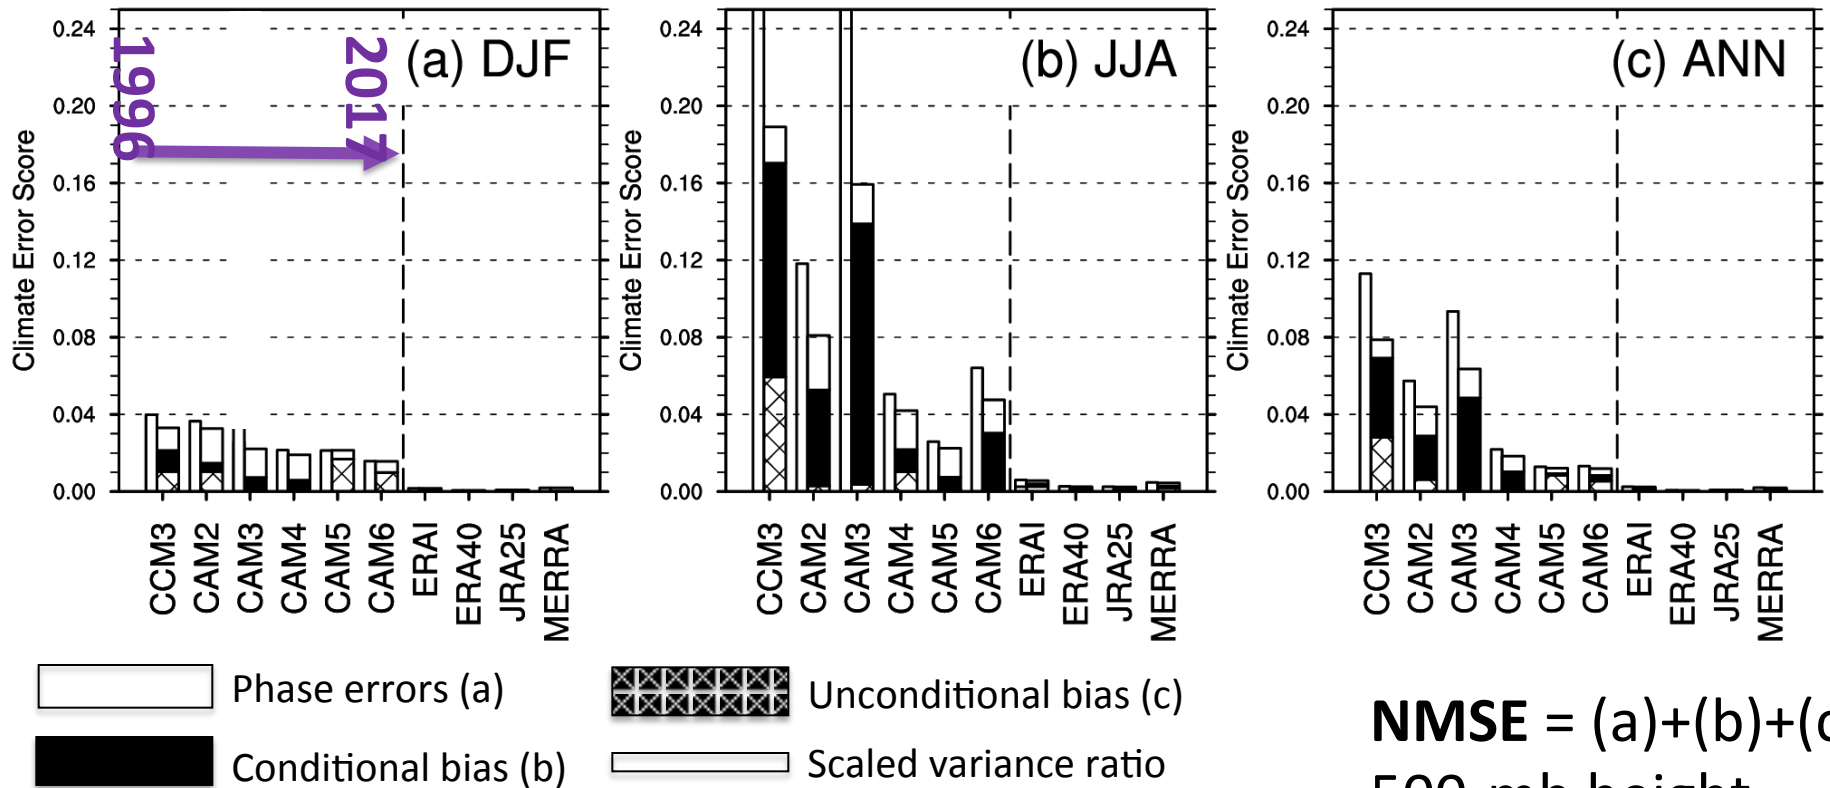 (a) DJF
1996
2017
Climate Error Score
0.24
0.20
0.16
0.12
0.08
0.04
0.00
CCM3
CAM2
CAM3
CAM4
CAM5
CAM6
ERAI
ERA40
JRA25
MERRA
(b) JJA
Climate Error Score
0.24
0.20
0.16
0.12
0.08
0.04
0.00
CCM3
CAM2
CAM3
CAM4
CAM5
CAM6
ERAI
ERA40
JRA25
MERRA
(c) ANN
Climate Error Score
0.24
0.20
0.16
0.12
0.08
0.04
0.00
CCM3
CAM2
CAM3
CAM4
CAM5
CAM6
ERAI
ERA40
JRA25
MERRA
Phase errors (a)
Conditional bias (b)
Unconditional bias (c)
Scaled variance ratio
NMSE = (a)+(b)+(c
500 mb height